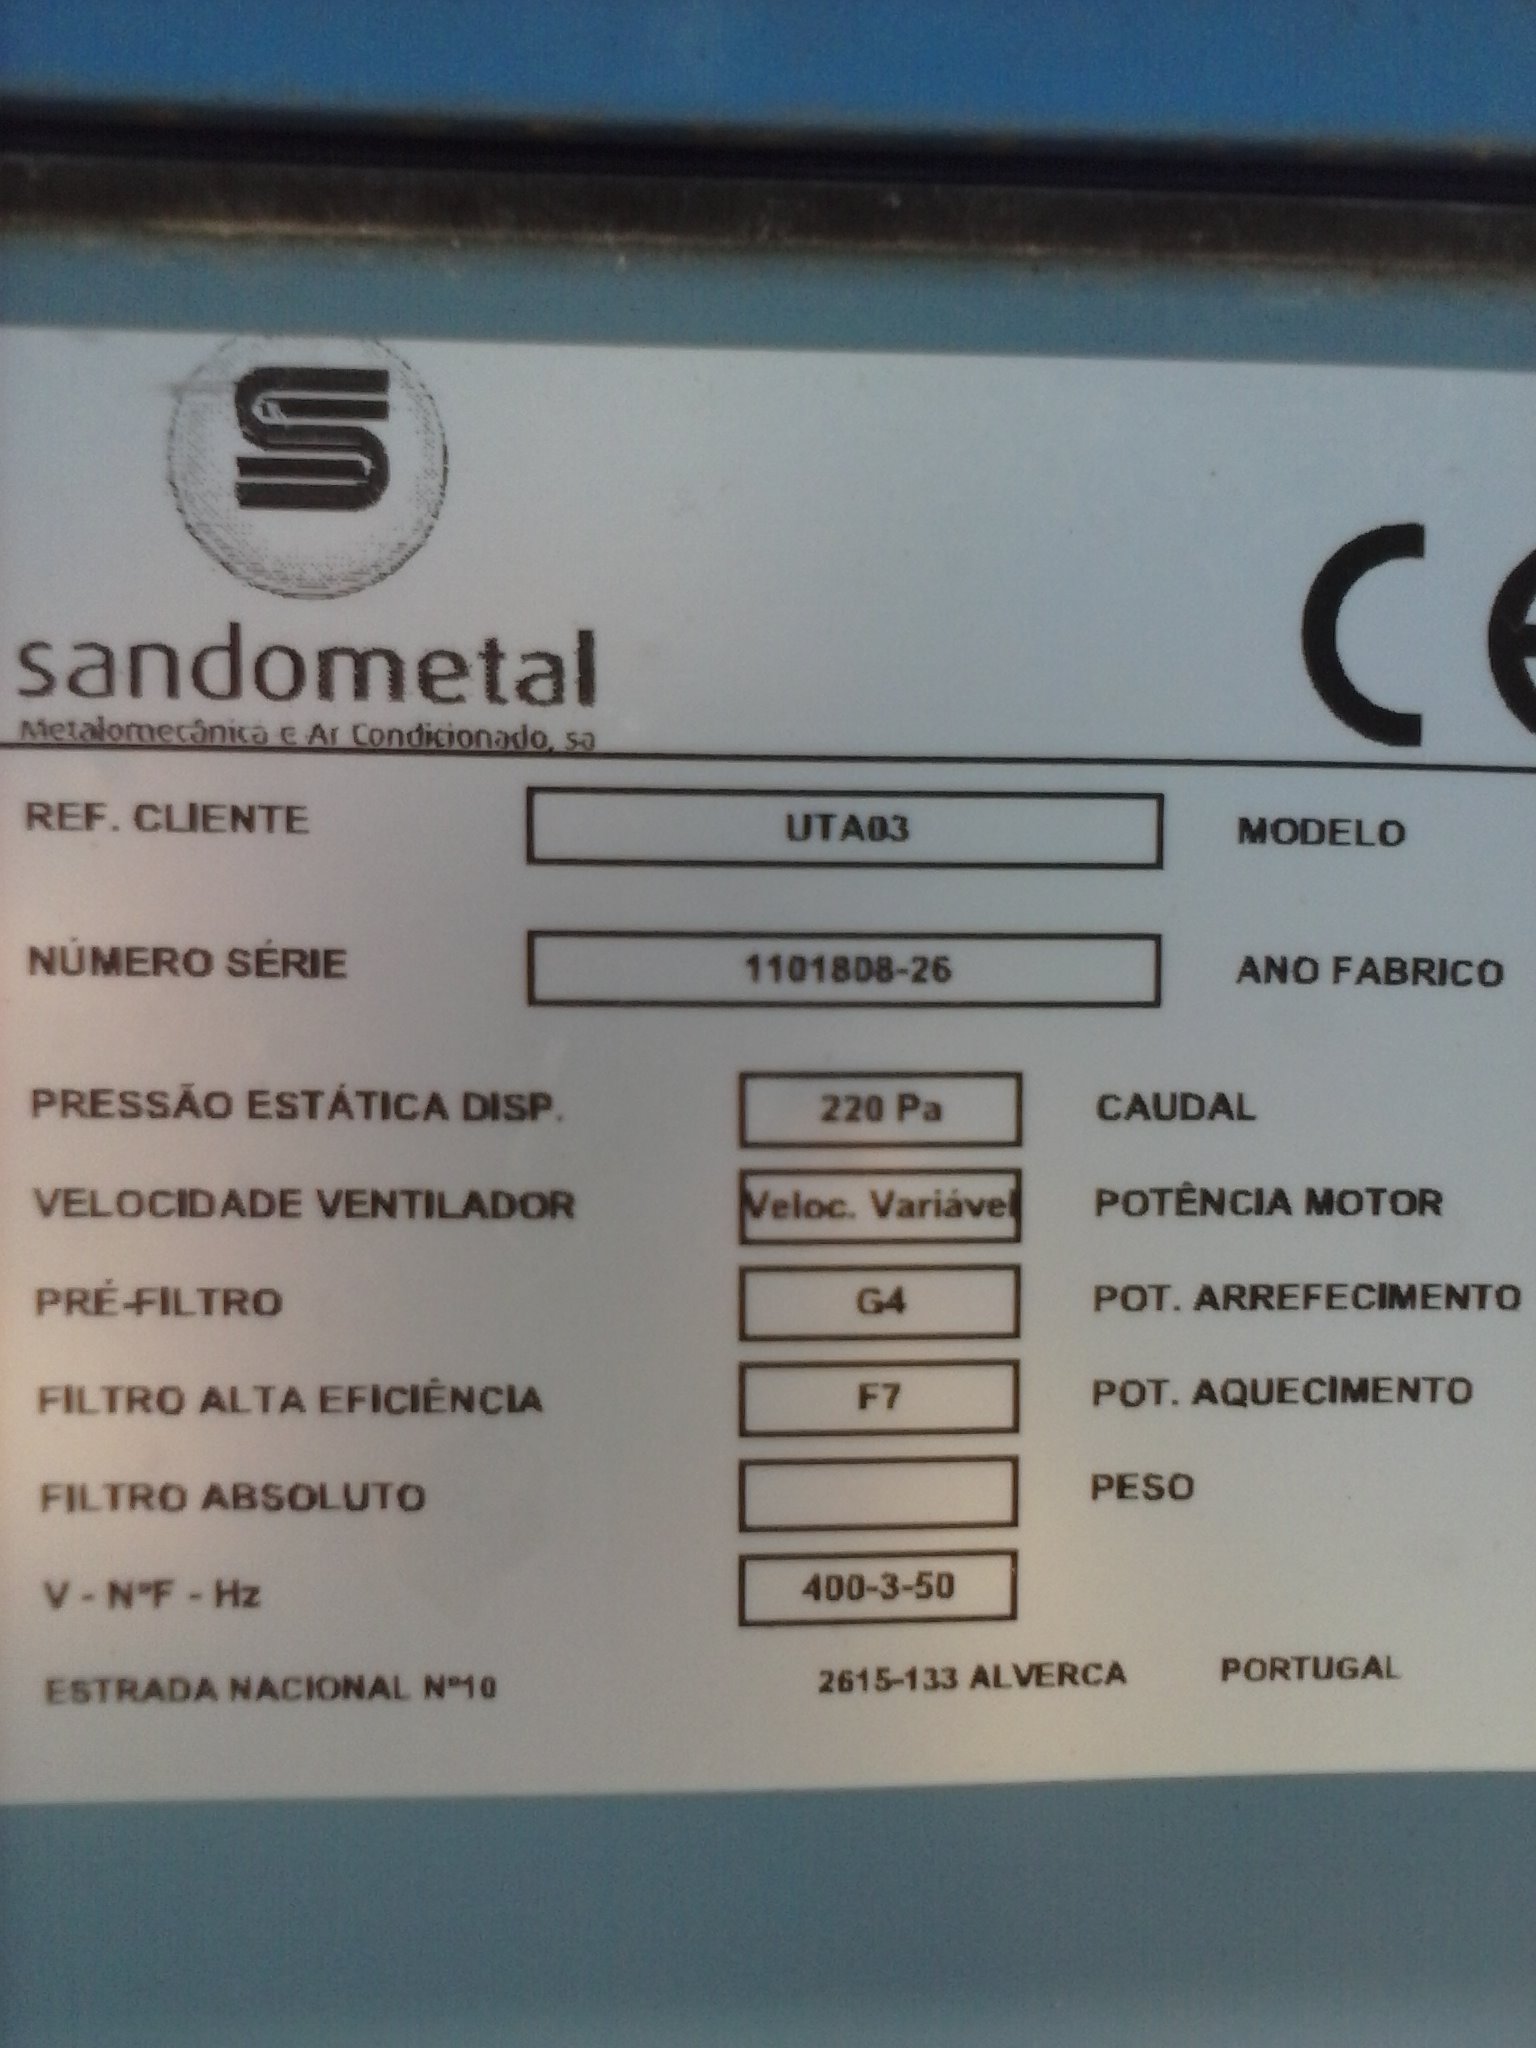 S
sandometal
Metalomecânica e Ar Condicionado, sa
CE
REF. CLIENTE UTA03 MODELO
NÚMERO SÉRIE 1101808-26 ANO FABRICO
PRESSÃO ESTÁTICA DISP. 220 Pa CAUDAL
VELOCIDADE VENTILADOR Veloc. Variável POTÊNCIA MOTOR
PRÉ-FILTRO G4 POT. ARREFECIMENTO
FILTRO ALTA EFICIÊNCIA F7 POT. AQUECIMENTO
FILTRO ABSOLUTO PESO
V - NºF - Hz 400-3-50
ESTRADA NACIONAL Nº10 2615-133 ALVERCA PORTUGAL